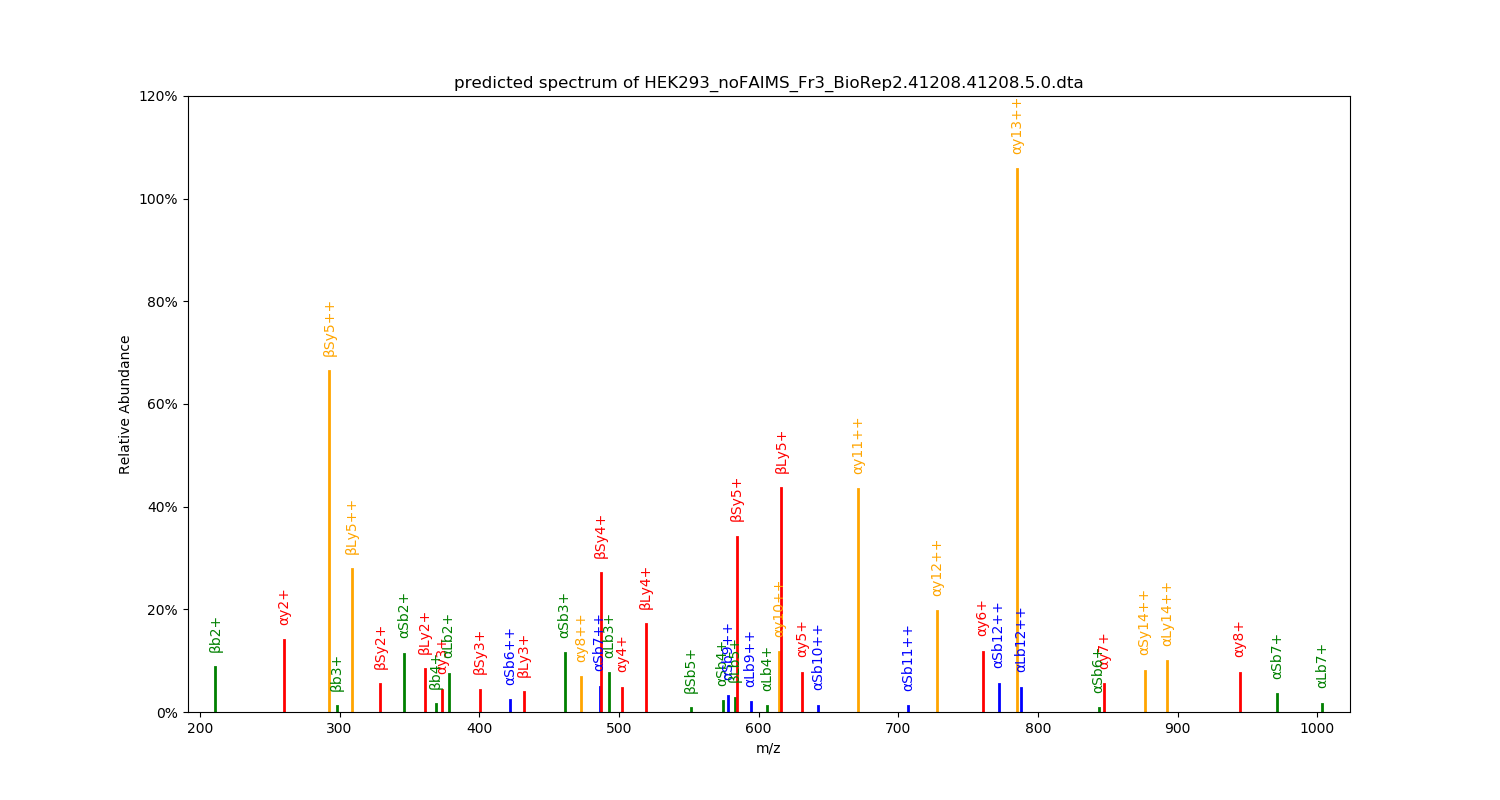 predicted spectrum of HEK293_noFAIMS_Fr3_BioRep2.41208.41208.5.0.dta
120%
100%
80%
60%
40%
20%
0%
Relative Abundance
200
300
400
500
600
700
800
900
1000
m/z
βb2+
αy2+
βSy5++
βb3+
βLy5++
βSy2+
αSb2+
βLy2+
βb4+
αy3+
αLb2+
βSy3+
αSb6++
βLy3+
αSb3+
αy8++
αSb7++
βSy4+
αLb3+
αy4+
βLy4+
βSb5+
αSb4+
αSb9++
βSy5+
αLb9++
αLb4+
αy10++
βLy5+
αy5+
αSb10++
αy11++
αSb11++
αy12++
αy6+
αSb12++
αy13++
αLb12++
αSb6+
αy7+
αSy14++
αLy14++
αy8+
αSb7+
αLb7+